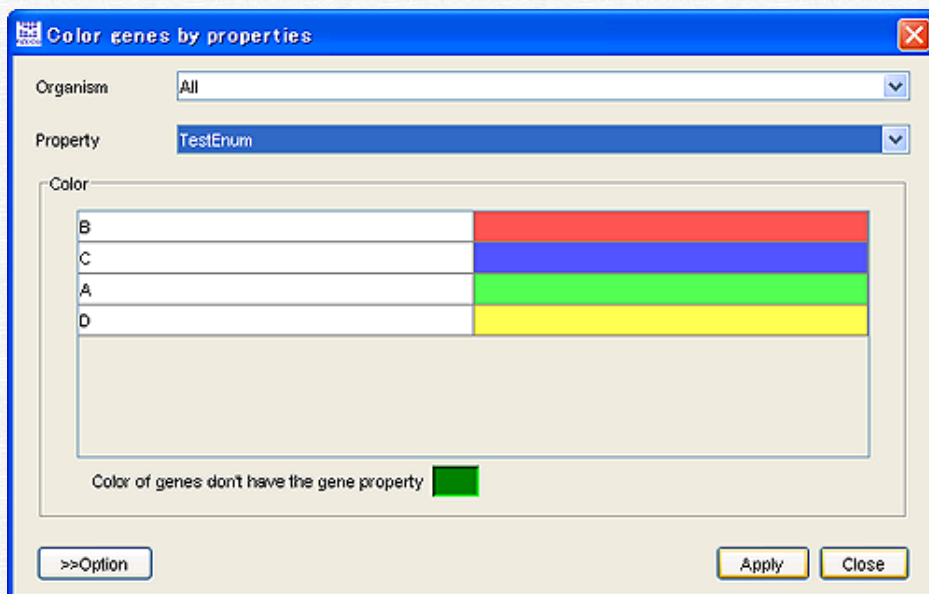 Color genes by properties
Organism All
Property TestEnum
Color
B
C
A
D
Color of genes don't have the gene property
>>Option Apply Close